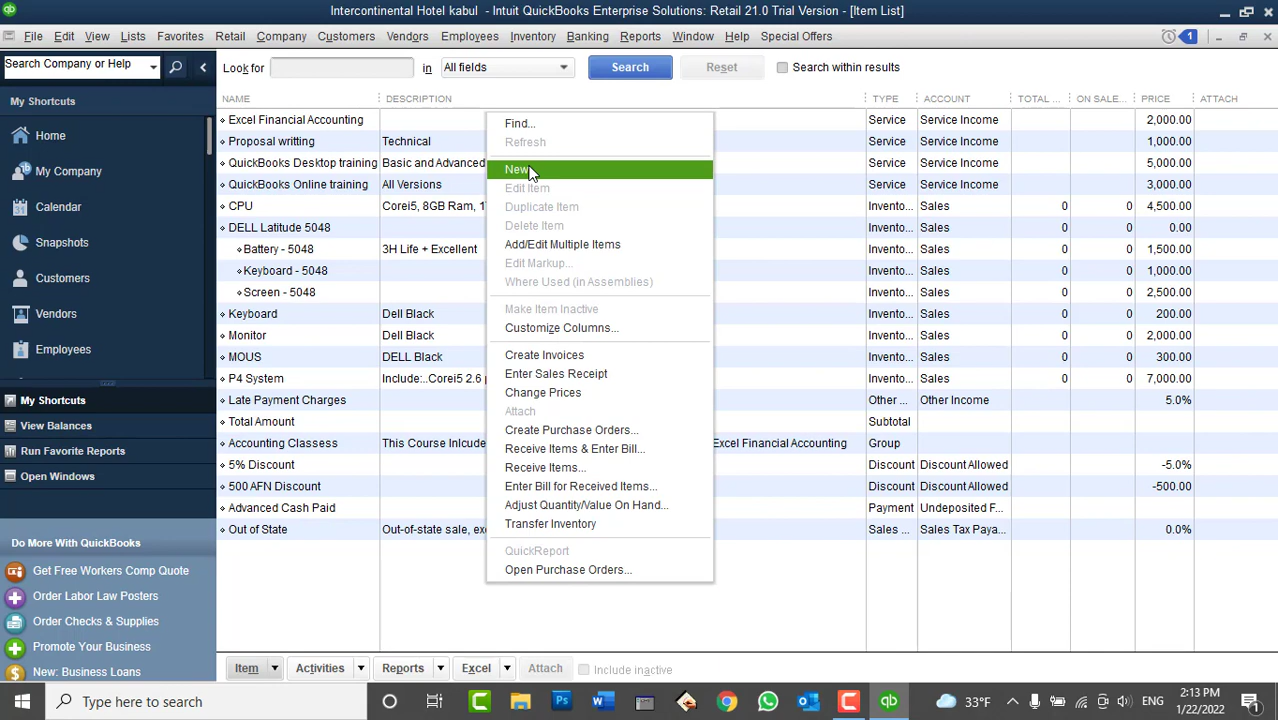 Intercontinental Hotel kabul - Intuit QuickBooks Enterprise Solutions: Retail 21.0 Trial Version - [Item List]
File Edit View Lists Favorites Retail Company Customers Vendors Employees Inventory Banking Reports Window Help Special Offers 1
Search Company or Help Look for in All fields Search Reset Search within results
My Shortcuts
Home
My Company
Calendar
Snapshots
Customers
Vendors
Employees
My Shortcuts
View Balances
Run Favorite Reports
Open Windows
Do More With QuickBooks
Get Free Workers Comp Quote
Order Labor Law Posters
Order Checks & Supplies
Promote Your Business
New: Business Loans
NAME DESCRIPTION TYPE ACCOUNT TOTAL ... ON SALE... PRICE ATTACH
Excel Financial Accounting Service Service Income 2,000.00
Proposal writting Technical Service Service Income 1,000.00
QuickBooks Desktop training Basic and Advanced Service Service Income 5,000.00
QuickBooks Online training All Versions Service Service Income 3,000.00
CPU Corei5, 8GB Ram, Invento... Sales 0 0 4,500.00
DELL Latitude 5048 Invento... Sales 0 0 0.00
Battery - 5048 3H Life + Excellent Invento... Sales 0 0 1,500.00
Keyboard - 5048 Invento... Sales 0 0 1,000.00
Screen - 5048 Invento... Sales 0 0 2,500.00
Keyboard Dell Black Invento... Sales 0 0 200.00
Monitor Dell Black Invento... Sales 0 0 2,000.00
MOUS DELL Black Invento... Sales 0 0 300.00
P4 System Include:..Corei5 2.6 Invento... Sales 0 0 7,000.00
Late Payment Charges Other ... Other Income 5.0%
Total Amount Subtotal
Accounting Classess This Course Inlcude Excel Financial Accounting Group
5% Discount Discount Discount Allowed -5.0%
500 AFN Discount Discount Discount Allowed -500.00
Advanced Cash Paid Payment Undeposited F...
Out of State Out-of-state sale, Sales ... Sales Tax Paya... 0.0%
Find...
Refresh
New
Edit Item
Duplicate Item
Delete Item
Add/Edit Multiple Items
Edit Markup...
Where Used (in Assemblies)
Make Item Inactive
Customize Columns...
Create Invoices
Enter Sales Receipt
Change Prices
Attach
Create Purchase Orders...
Receive Items & Enter Bill...
Receive Items...
Enter Bill for Received Items...
Adjust Quantity/Value On Hand...
Transfer Inventory
QuickReport
Open Purchase Orders...
Item Activities Reports Excel Attach Include inactive
Type here to search 33°F ENG 2:13 PM
1/22/2022